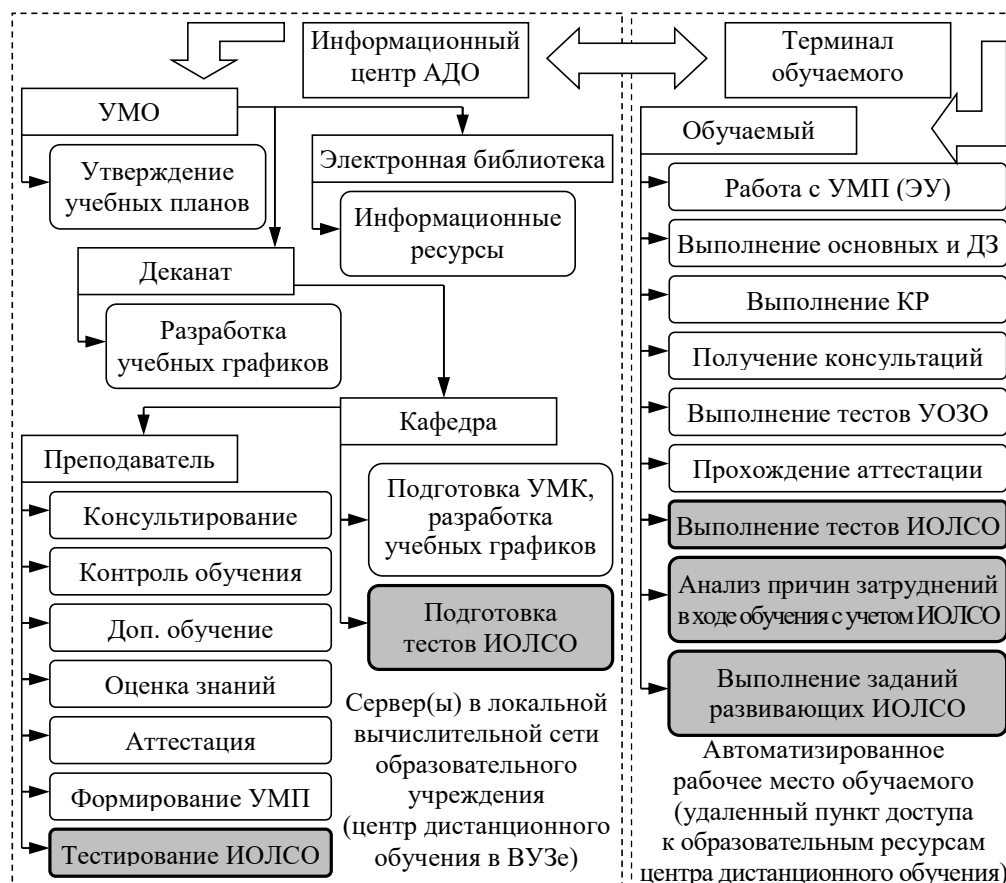 Информационный
центр АДО
Терминал
обучаемого
УМО
Утверждение
учебных планов
Электронная библиотека
Информационные
ресурсы
Деканат
Разработка
учебных графиков
Кафедра
Подготовка УМК,
разработка
учебных графиков
Подготовка
тестов ИОЛСО
Преподаватель
Консультирование
Контроль обучения
Доп. обучение
Оценка знаний
Аттестация
Формирование УМП
Тестирование ИОЛСО
Сервер(ы) в локальной
вычислительной сети
образовательного
учреждения
(центр дистанционного
обучения в ВУЗе)
Обучаемый
Работа с УМП (ЭУ)
Выполнение основных и ДЗ
Выполнение КР
Получение консультаций
Выполнение тестов УОЗО
Прохождение аттестации
Выполнение тестов ИОЛСО
Анализ причин затруднений
в ходе обучения с учетом ИОЛСО
Выполнение заданий
развивающих ИОЛСО
Автоматизированное
рабочее место обучаемого
(удаленный пункт доступа
к образовательным ресурсам
центра дистанционного обучения)